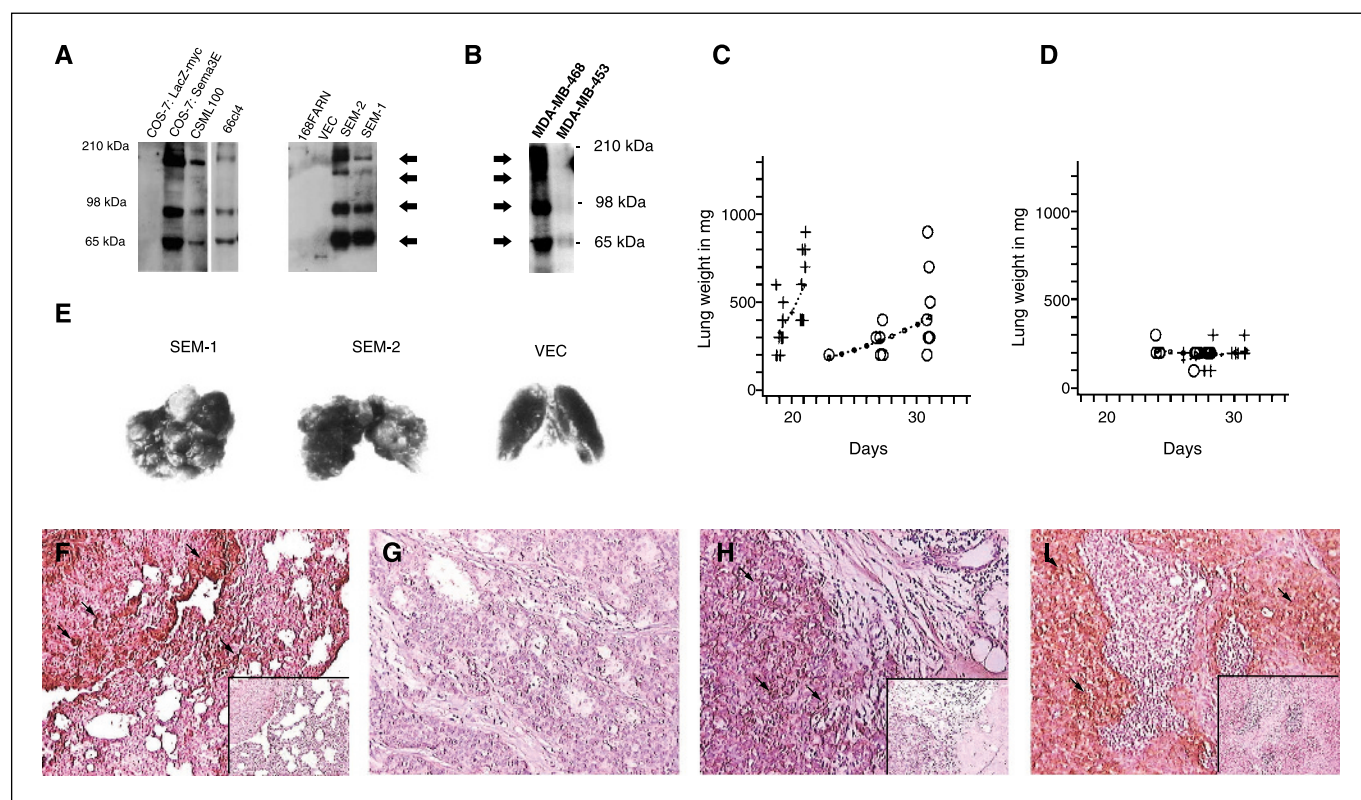 A
COS-7: LacZ-myc
COS-7: Sema3E
CSML100
66cl4
168FARN
VEC
SEM-2
SEM-1
210 kDa
98 kDa
65 kDa
B
MDA-MB-468
MDA-MB-453
- 210 kDa
- 98 kDa
- 65 kDa
C
Lung weight in mg
1000
500
0
20
30
Days
D
Lung weight in mg
1000
500
0
20
30
Days
E
SEM-1
SEM-2
VEC
F
G
H
I